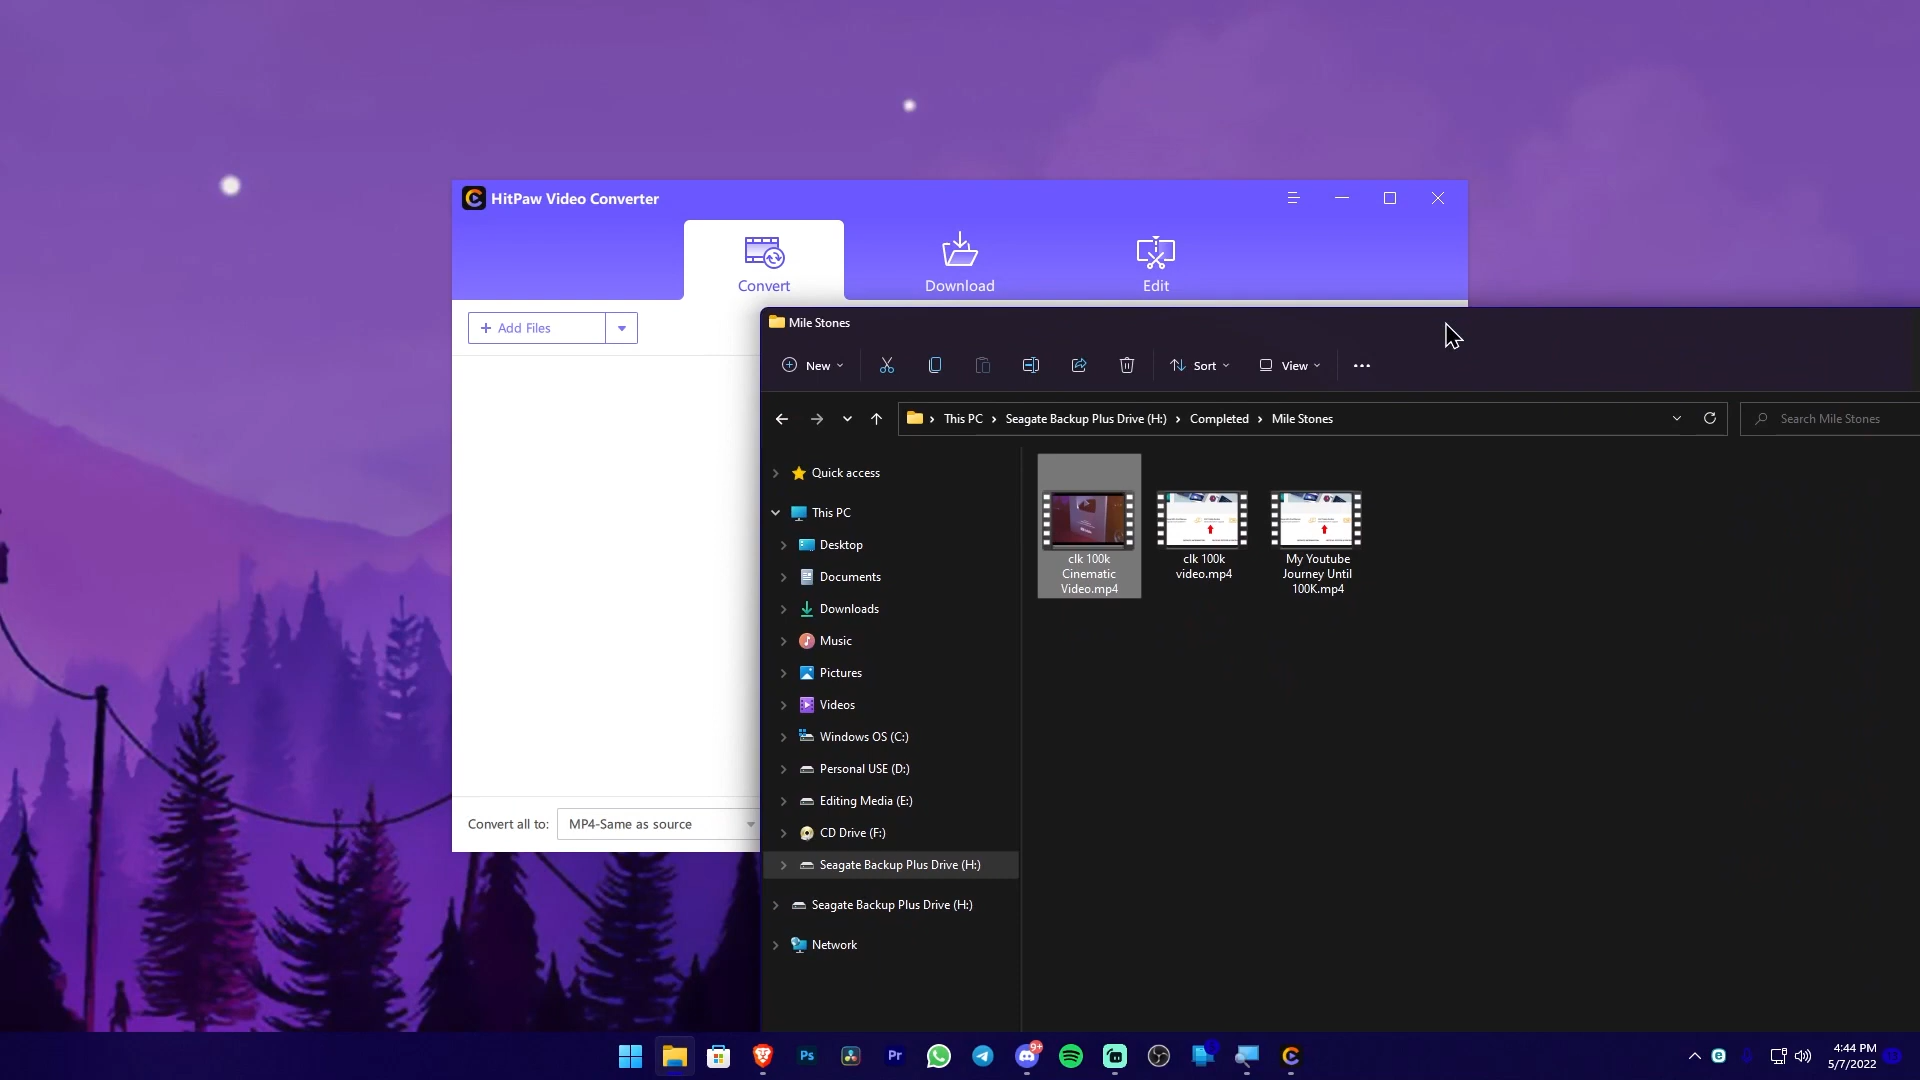 HitPaw Video Converter
Convert
Download
Edit
+ Add Files
Mile Stones
New
Sort
View
This PC > Seagate Backup Plus Drive (H:) > Completed > Mile Stones
Search Mile Stones
Quick access
This PC
Desktop
Documents
Downloads
Music
Pictures
Videos
Windows OS (C:)
Personal USE (D:)
Editing Media (E:)
CD Drive (F:)
Seagate Backup Plus Drive (H:)
Seagate Backup Plus Drive (H:)
Network
clk 100k
Cinematic
Video.mp4
clk 100k
video.mp4
My Youtube
Journey Until
100K.mp4
Convert all to:
MP4-Same as source
Ps
Pr
9+
4:44 PM
5/7/2022